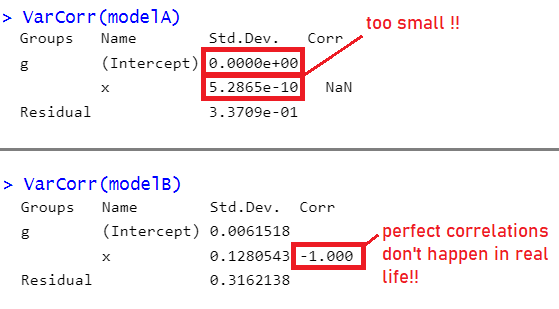 > VarCorr(modelA)
Groups Name Std.Dev. Corr
g (Intercept) 0.0000e+00
x 5.2865e-10 NaN
Residual 3.3709e-01
too small !!
> VarCorr(modelB)
Groups Name Std.Dev. Corr
g (Intercept) 0.0061518
x 0.1280543 -1.000
Residual 0.3162138
perfect correlations
don't happen in real
life!!